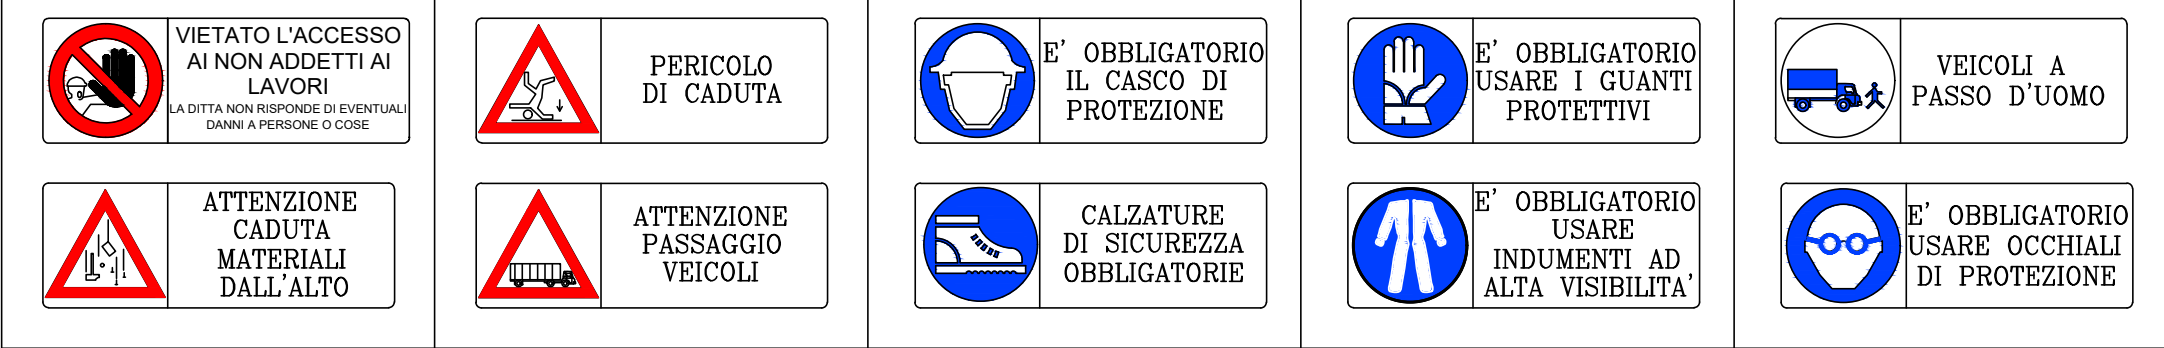 VIETATO L'ACCESSO
AI NON ADDETTI AI
LAVORI
LA DITTA NON RISPONDE DI EVENTUALI
DANNI A PERSONE O COSE
PERICOLO
DI CADUTA
E' OBBLIGATORIO
IL CASCO DI
PROTEZIONE
E' OBBLIGATORIO
USARE I GUANTI
PROTETTIVI
VEICOLI A
PASSO D'UOMO
ATTENZIONE
CADUTA
MATERIALI
DALL'ALTO
ATTENZIONE
PASSAGGIO
VEICOLI
CALZATURE
DI SICUREZZA
OBBLIGATORIE
E' OBBLIGATORIO
USARE
INDUMENTI AD
ALTA VISIBILITA'
E' OBBLIGATORIO
USARE OCCHIALI
DI PROTEZIONE